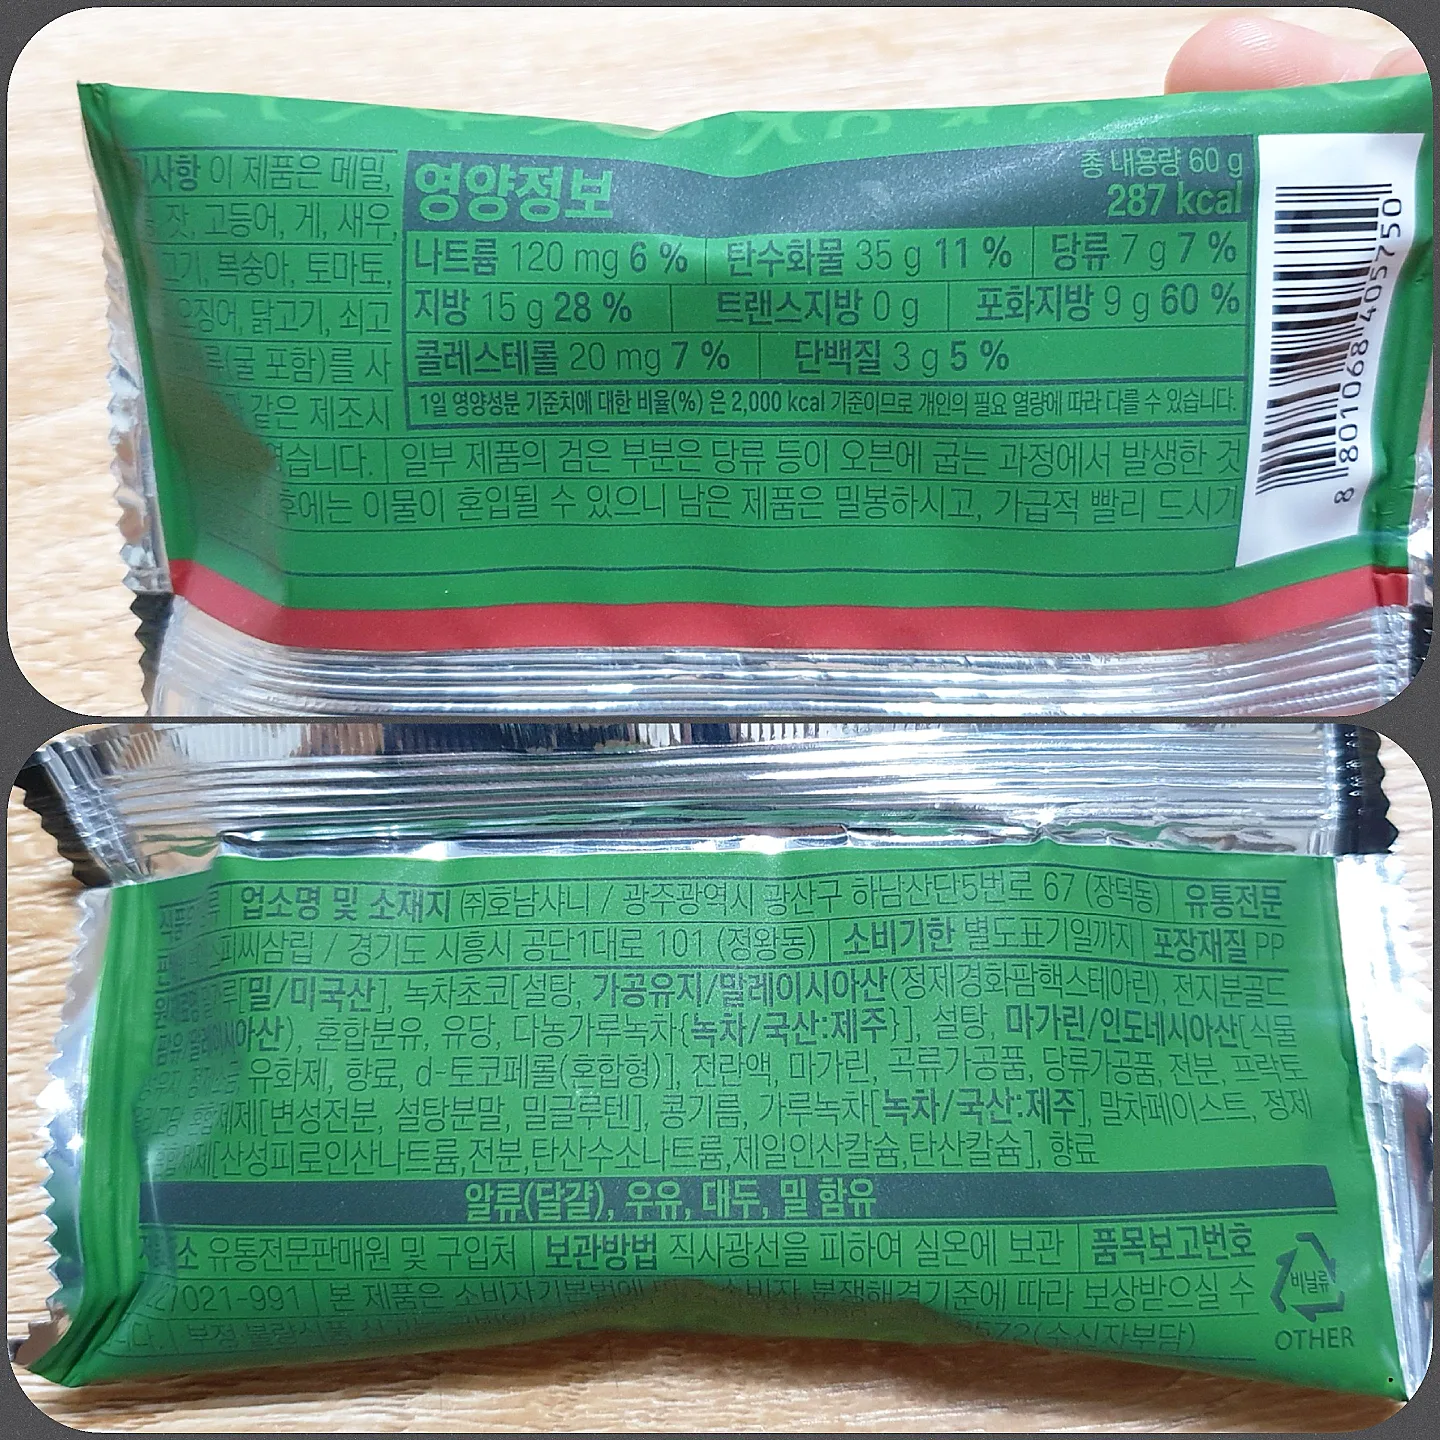 사항 이 제품은 메밀,
잣, 고등어, 게, 새우,
복숭아, 토마토,
오징어, 닭고기, 쇠고
(굴 포함)를 사
같은 제조시
영양정보
총 내용량 60 g
287 kcal
나트륨 120 mg 6 % 탄수화물 35 g 11 % 당류 7 g 7 %
지방 15 g 28 % 트랜스지방 0 g 포화지방 9 g 60 %
콜레스테롤 20 mg 7 % 단백질 3 g 5 %
1일 영양성분 기준치에 대한 비율(%) 은 2,000 kcal 기준이므로 개인의 필요 열량에 따라 다를 수 있습니다.
습니다. | 일부 제품의 검은 부분은 당류 등이 오븐에 굽는 과정에서 발생한 것
후에는 이물이 혼입될 수 있으니 남은 제품은 밀봉하시고, 가급적 빨리 드시기
8 801068 405750
업소명 및 소재지 ㈜호남샤니 / 광주광역시 광산구 하남산단5번로 67 (장덕동) | 유통전문
피씨삼립 / 경기도 시흥시 공단1대로 101 (정왕동) | 소비기한 별도표기일까지 | 포장재질 PP
[밀/미국산], 녹차초코[설탕, 가공유지/말레이시아산(정제경화팜핵스테아린), 전지분골드
혼합분유, 유당, 다농가루녹차{녹차/국산:제주}], 설탕, 마가린/인도네시아산[식물
유화제, 향료, d-토코페롤(혼합형)], 전란액, 마가린, 곡류가공품, 당류가공품, 전분, 프락토
[변성전분, 설탕분말, 밀글루텐], 콩기름, 가루녹차[녹차/국산:제주], 말차페이스트, 정제
[산성피로인산나트륨,전분,탄산수소나트륨,제일인산칼슘,탄산칼슘], 향료
알류(달걀), 우유, 대두, 밀 함유
유통전문판매원 및 구입처 | 보관방법 직사광선을 피하여 실온에 보관 | 품목보고번호
7021-991 | 본 제품은 소비자기본법에 분쟁해결기준에 따라 보상받으실 수
(수신자부담)
비닐류
OTHER